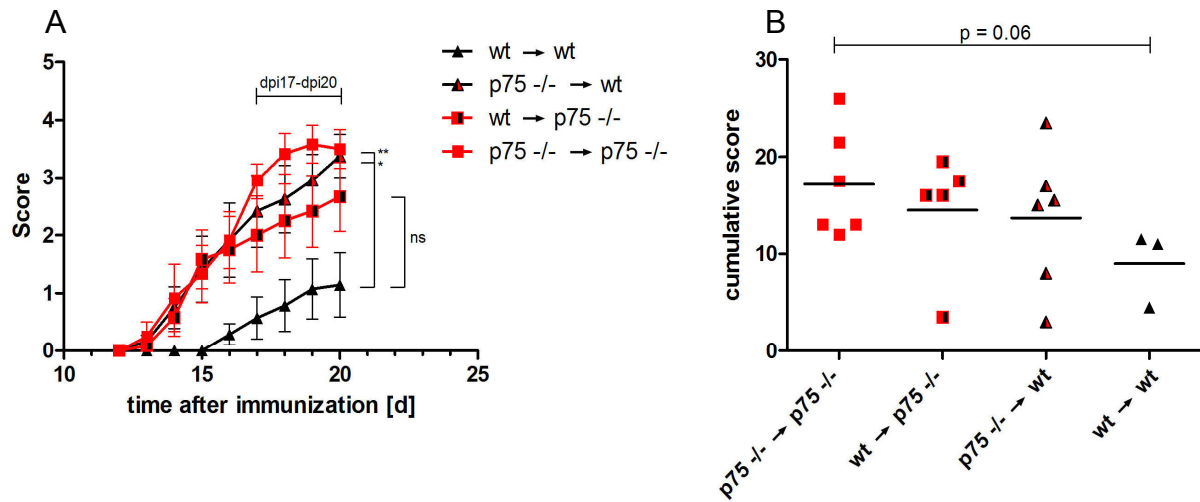 A
wt → wt
p75 -/- → wt
wt → p75 -/-
p75 -/- → p75 -/-
dpi17-dpi20
**
*
ns
Score
5
4
3
2
1
0
10
15
20
25
time after immunization [d]
B
p = 0.06
cumulative score
30
20
10
0
p75 -/- → p75 -/-
wt → p75 -/-
p75 -/- → wt
wt → wt